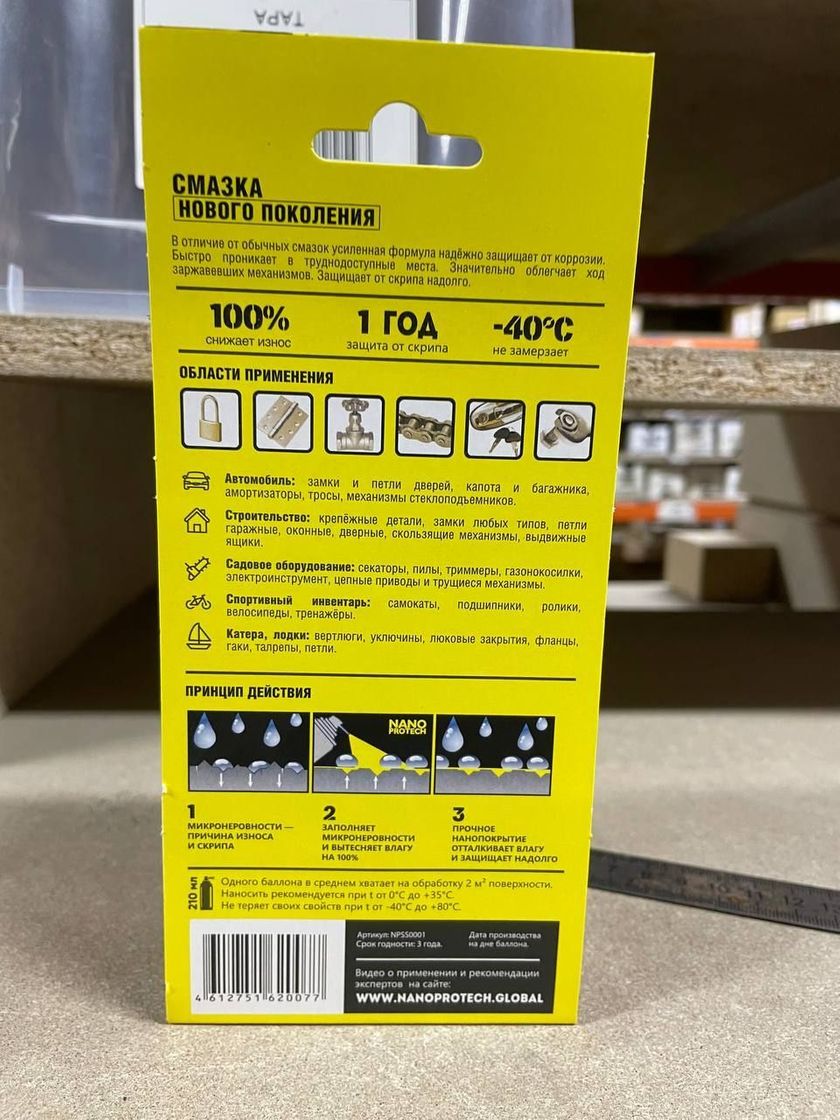 ТАРА
СМАЗКА
НОВОГО ПОКОЛЕНИЯ
В отличие от обычных смазок усиленная формула надёжно защищает от коррозии.
Быстро проникает в труднодоступные места. Значительно облегчает ход
заржавевших механизмов. Защищает от скрипа надолго.
100% 1 ГОД -40°C
снижает износ защита от скрипа не замерзает
ОБЛАСТИ ПРИМЕНЕНИЯ
Автомобиль: замки и петли дверей, капота и багажника,
амортизаторы, тросы, механизмы стеклоподъемников.
Строительство: крепёжные детали, замки любых типов, петли
гаражные, оконные, дверные, скользящие механизмы, выдвижные
ящики.
Садовое оборудование: секаторы, пилы, триммеры, газонокосилки,
электроинструмент, цепные приводы и трущиеся механизмы.
Спортивный инвентарь: самокаты, подшипники, ролики,
велосипеды, тренажёры.
Катера, лодки: вертлюги, уключины, люковые закрытия, фланцы,
гаки, талрепы, петли.
ПРИНЦИП ДЕЙСТВИЯ
NANO
PROTECH
1 2 3
МИКРОНЕРОВНОСТИ —
ПРИЧИНА ИЗНОСА
И СКРИПА
ЗАПОЛНЯЕТ
МИКРОНЕРОВНОСТИ
И ВЫТЕСНЯЕТ ВЛАГУ
НА 100%
ПРОЧНОЕ
НАНОПОКРЫТИЕ
ОТТАЛКИВАЕТ ВЛАГУ
И ЗАЩИЩАЕТ НАДОЛГО
210 мл
Одного баллона в среднем хватает на обработку 2 м² поверхности.
Наносить рекомендуется при t от 0°C до +35°C.
Не теряет своих свойств при t от -40°C до +80°C.
Артикул: NPSS0001
Срок годности: 3 года.
Дата производства
на дне баллона.
Видео о применении и рекомендации
экспертов на сайте:
WWW.NANOPROTECH.GLOBAL
4 612751 620077